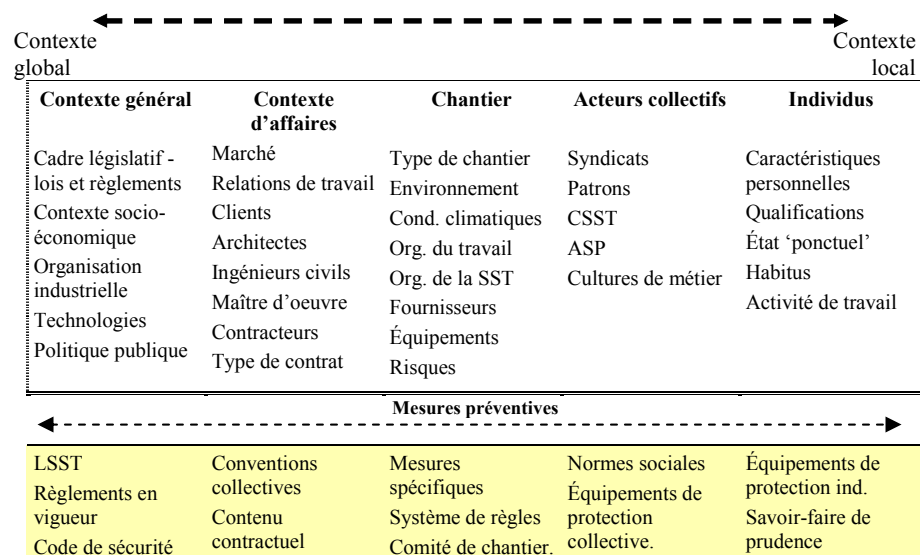 Contexte
global
Contexte
local
Contexte général
Cadre législatif -
lois et règlements
Contexte socio-
économique
Organisation
industrielle
Technologies
Politique publique
Contexte
d'affaires
Marché
Relations de travail
Clients
Architectes
Ingénieurs civils
Maître d'oeuvre
Contracteurs
Type de contrat
Chantier
Type de chantier
Environnement
Cond. climatiques
Org. du travail
Org. de la SST
Fournisseurs
Équipements
Risques
Acteurs collectifs
Syndicats
Patrons
CSST
ASP
Cultures de métier
Individus
Caractéristiques
personnelles
Qualifications
État ‘ponctuel’
Habitus
Activité de travail
Mesures préventives
LSST
Règlements en
vigueur
Code de sécurité
Conventions
collectives
Contenu
contractuel
Mesures
spécifiques
Système de règles
Comité de chantier.
Normes sociales
Équipements de
protection
collective.
Équipements de
protection ind.
Savoir-faire de
prudence